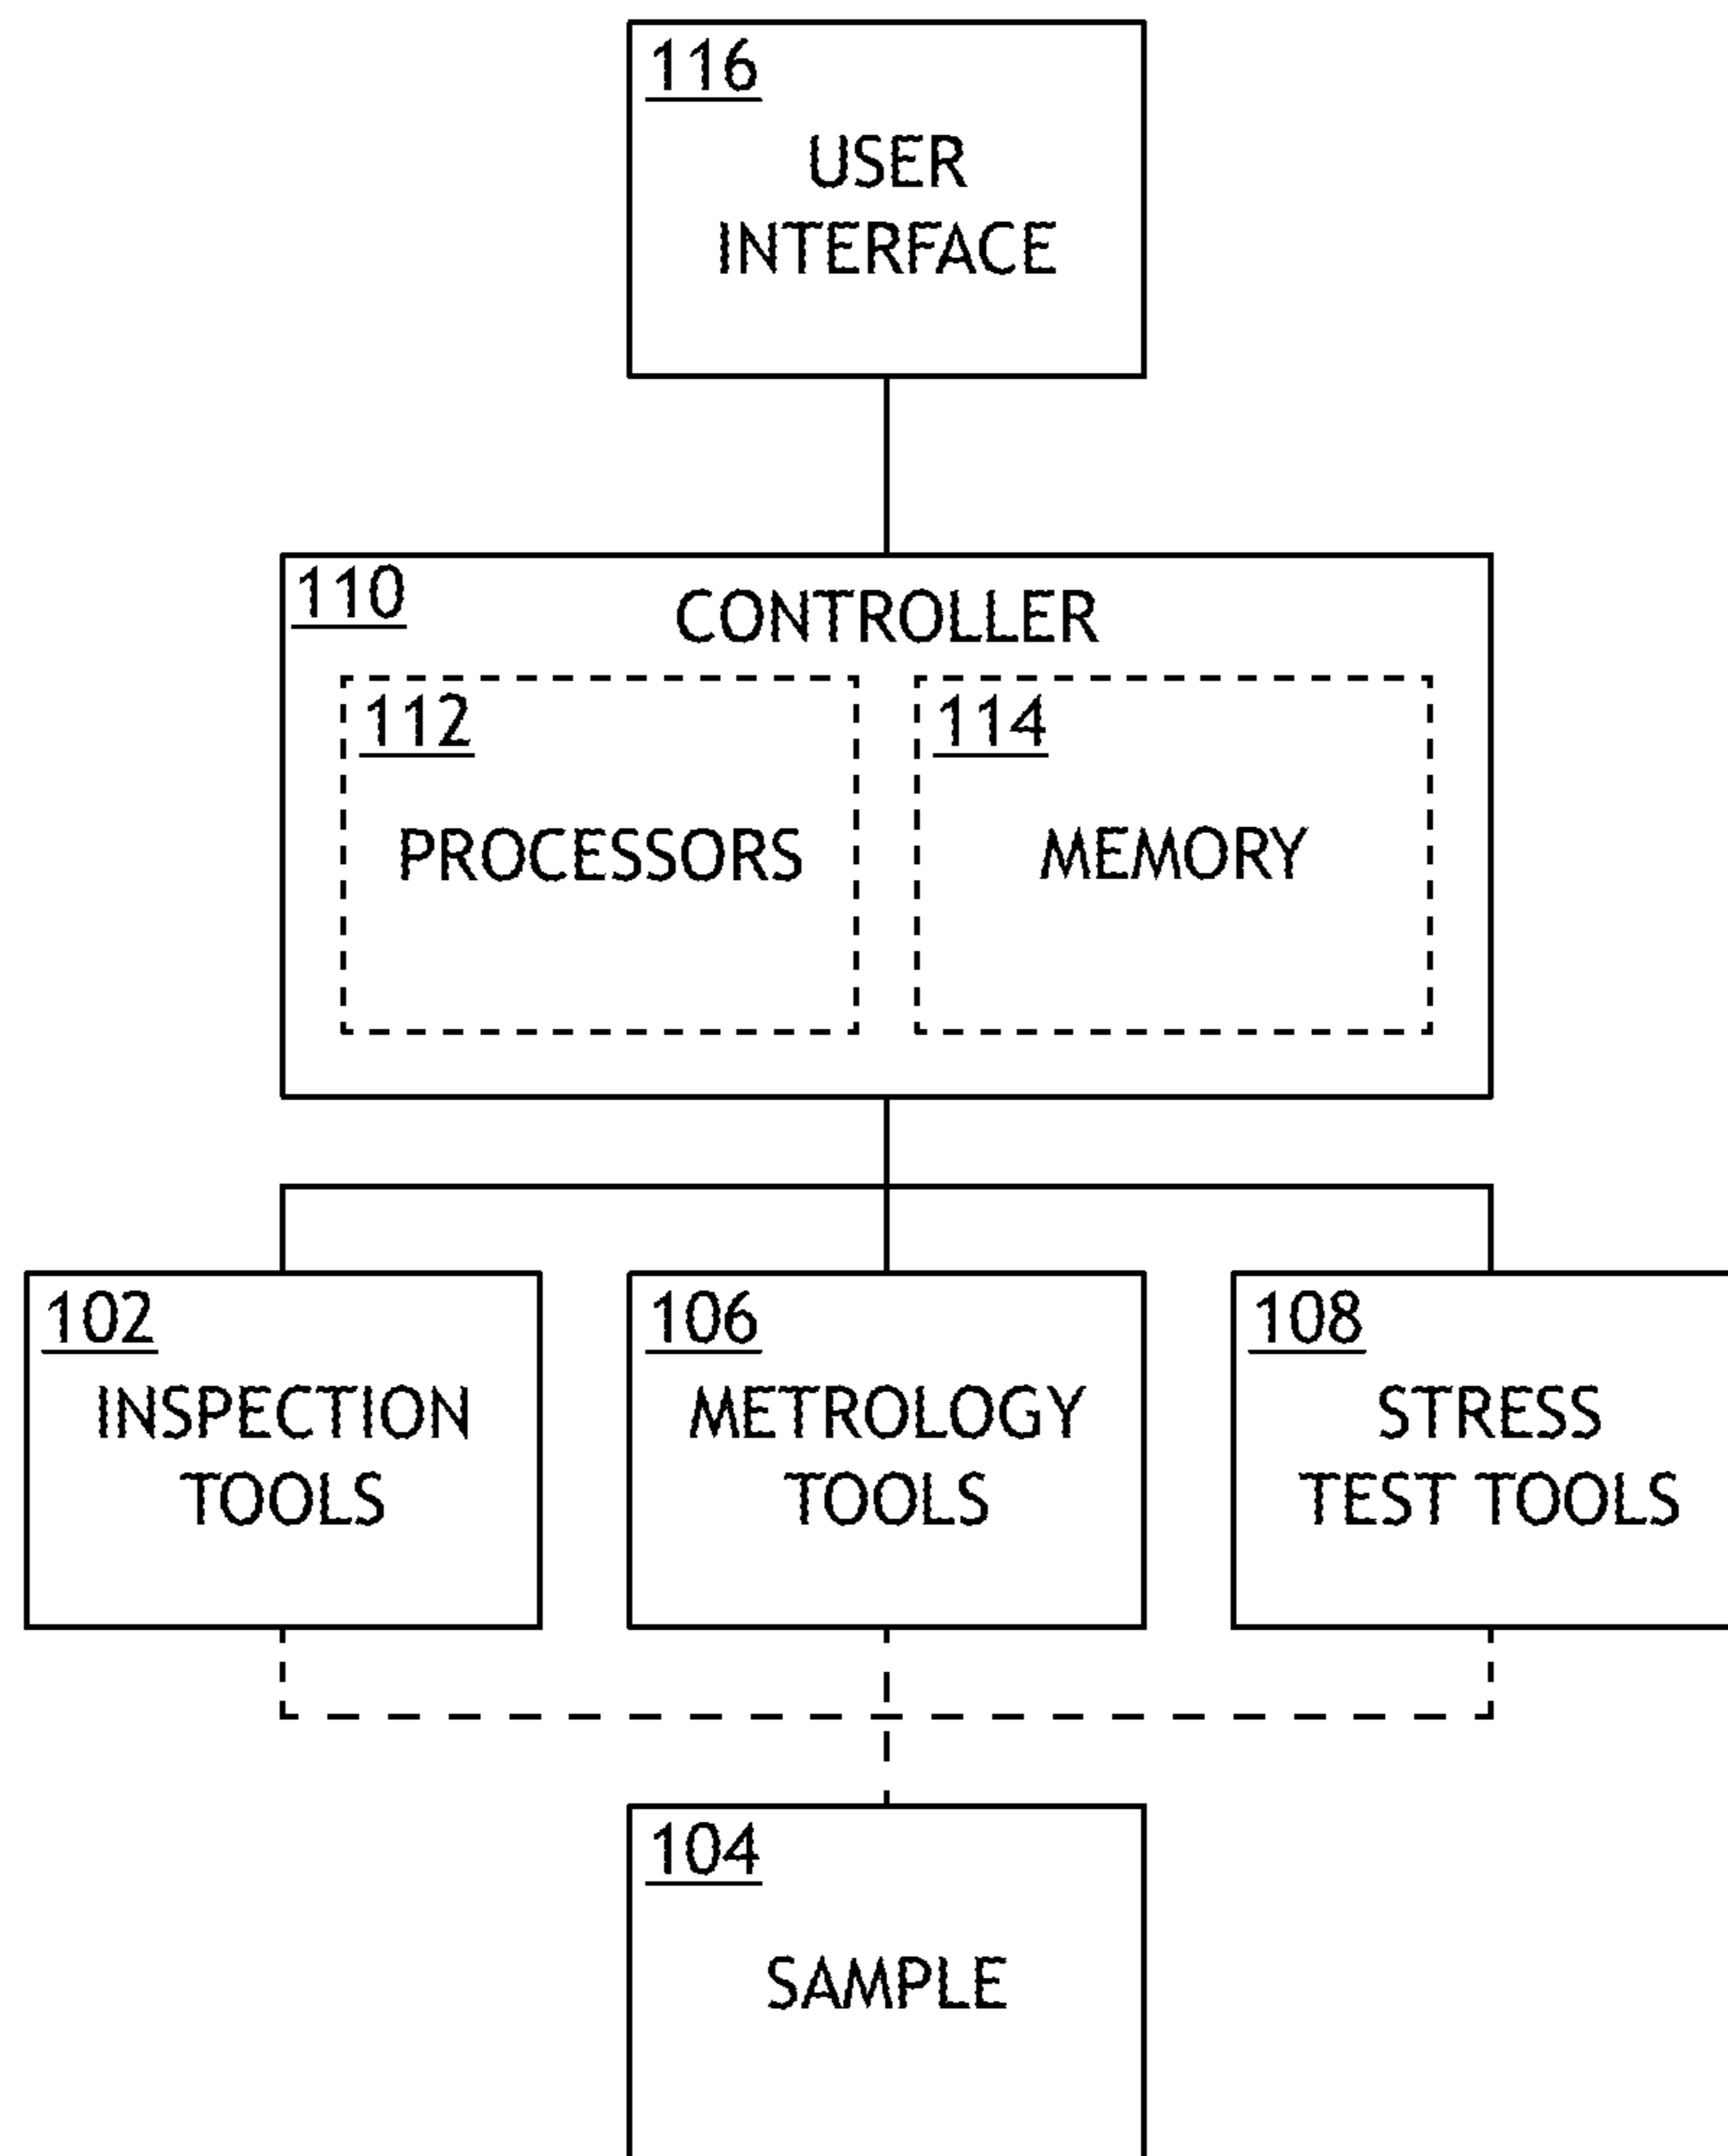 116
USER
INTERFACE
110
CONTROLLER
112
PROCESSORS
114
MEMORY
102
INSPECTION
TOOLS
106
METROLOGY
TOOLS
108
STRESS
TEST TOOLS
104
SAMPLE